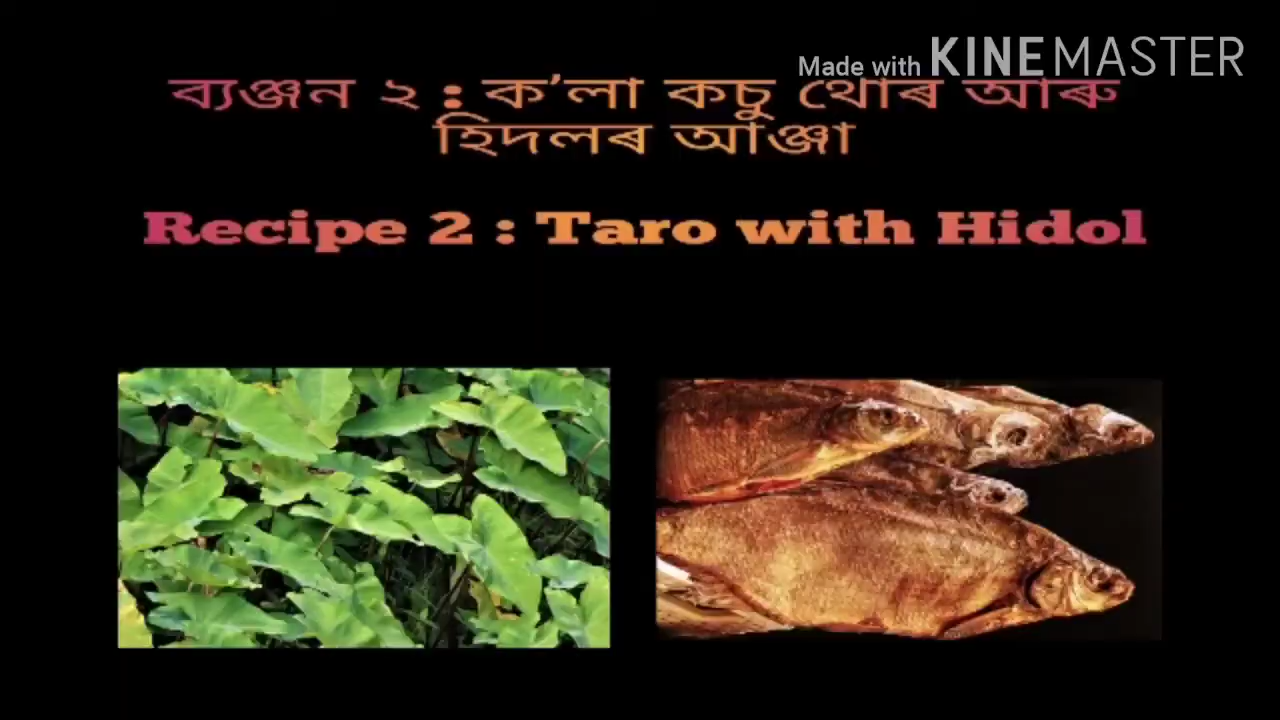 Made with KINEMASTER
ব্যঞ্জন ২ : ক'লা কচু থোৰ আৰু
হিদলৰ আঞ্জা
Recipe 2 : Taro with Hidol